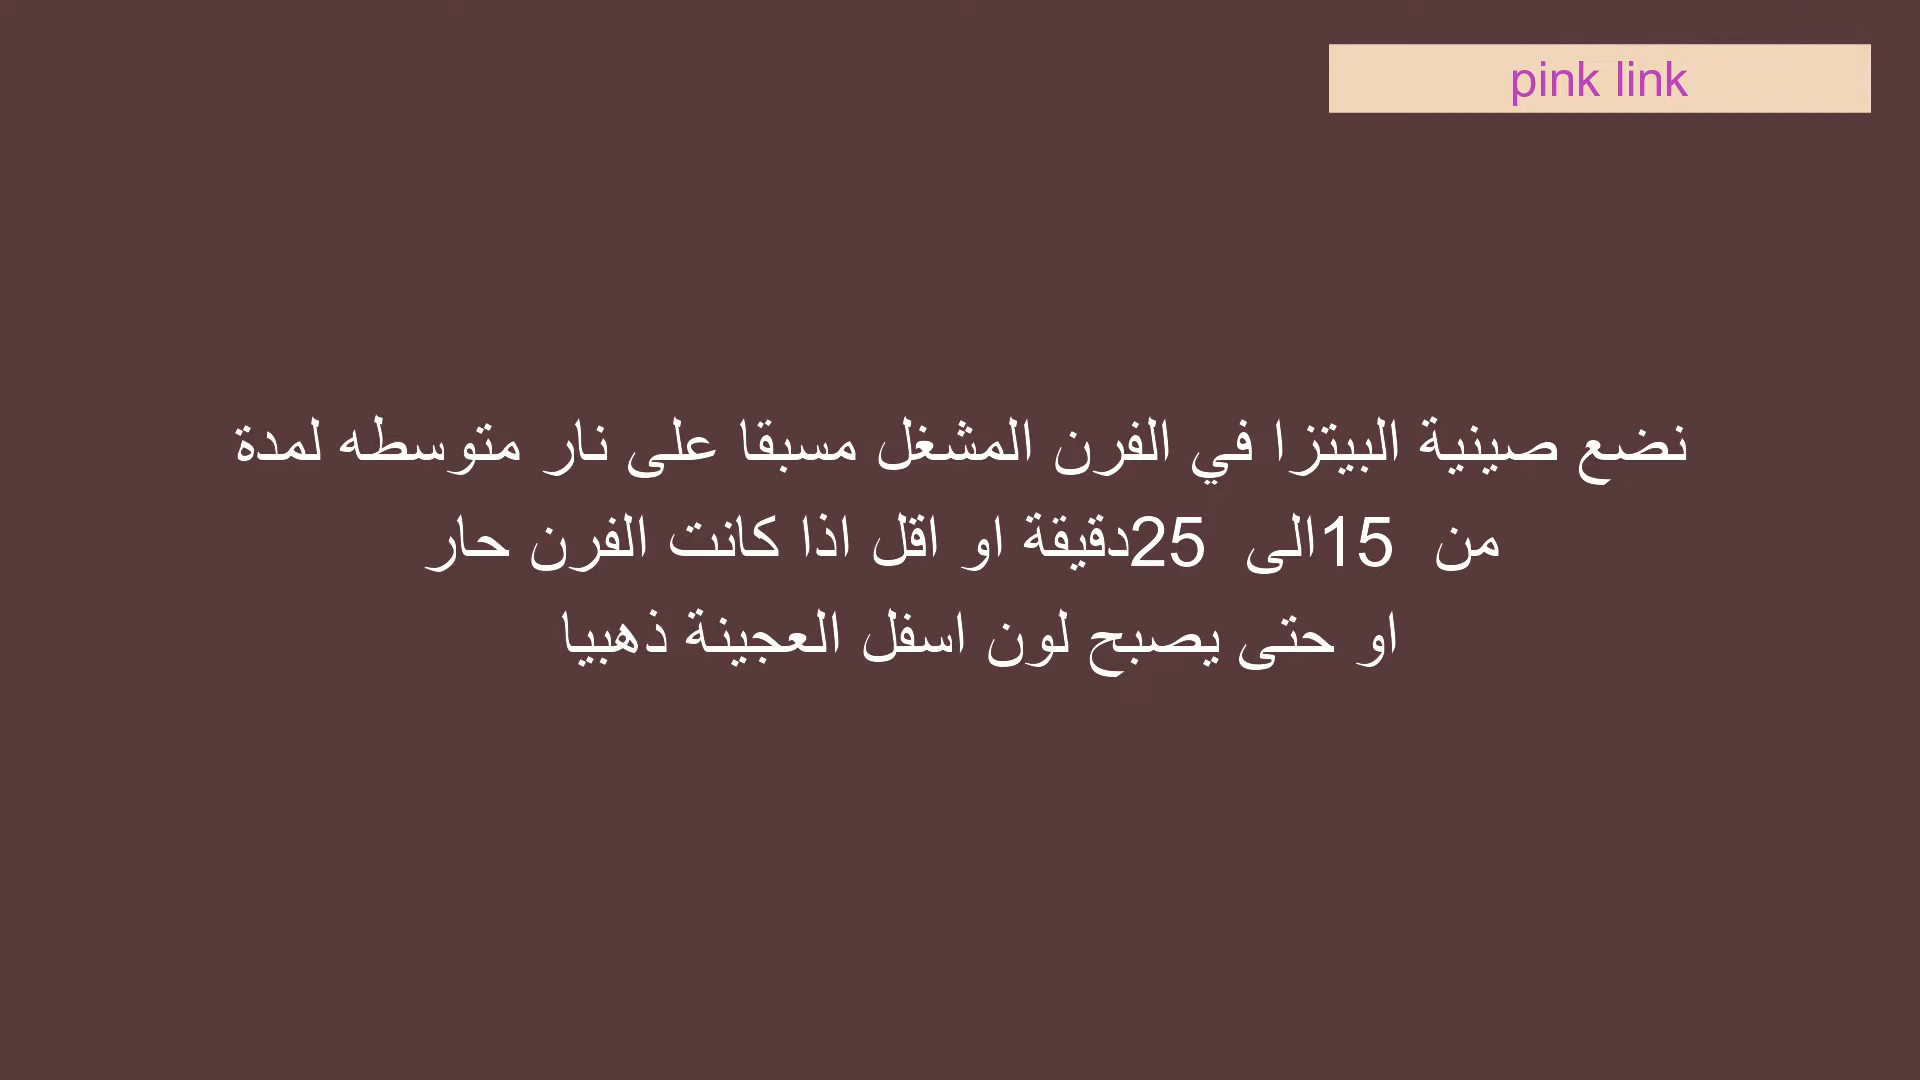 pink link
نضع صينية البيتزا في الفرن المشغل مسبقا على نار متوسطه لمدة
من 15الى 25دقيقة او اقل اذا كانت الفرن حار
او حتى يصبح لون اسفل العجينة ذهبيا